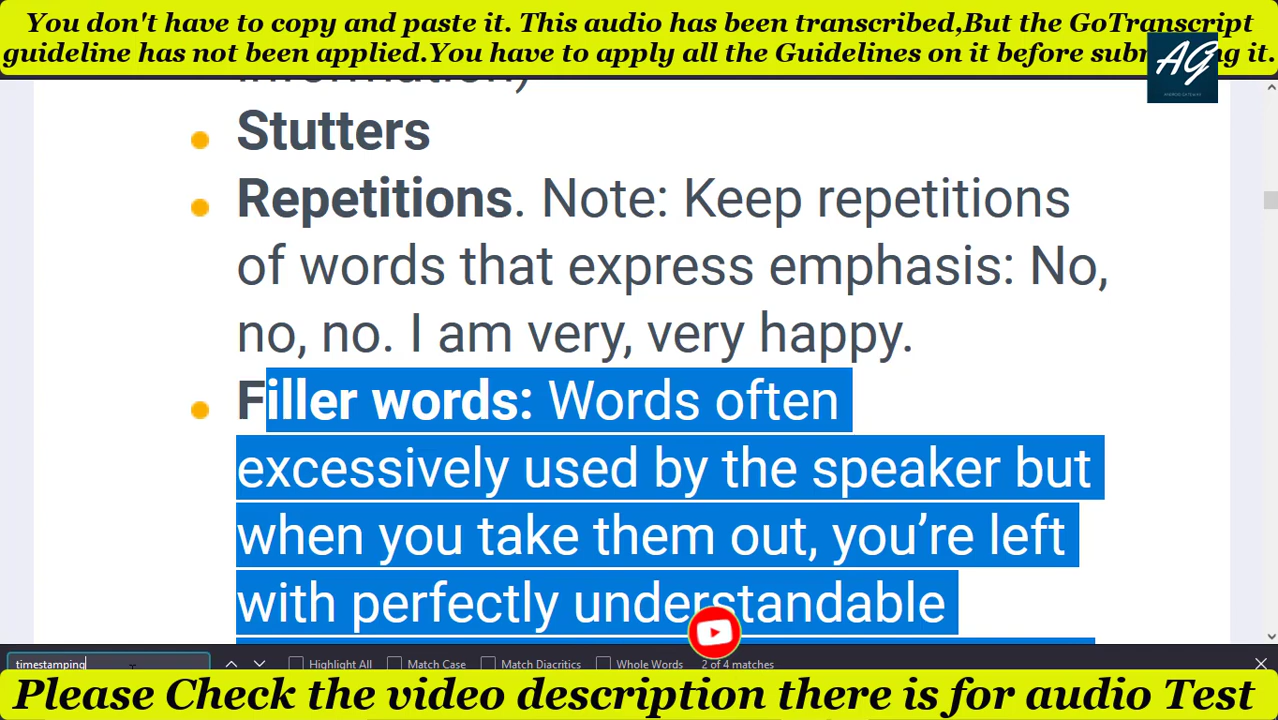 You don't have to copy and paste it. This audio has been transcribed,But the GoTranscript
guideline has not been applied.You have to apply all the Guidelines on it before submitting it.
AG
information)
Stutters
Repetitions. Note: Keep repetitions
of words that express emphasis: No,
no, no. I am very, very happy.
Filler words: Words often
excessively used by the speaker but
when you take them out, you’re left
with perfectly understandable
timestamping
Highlight All
Match Case
Match Diacritics
Whole Words
2 of 4 matches
Please Check the video description there is for audio Test